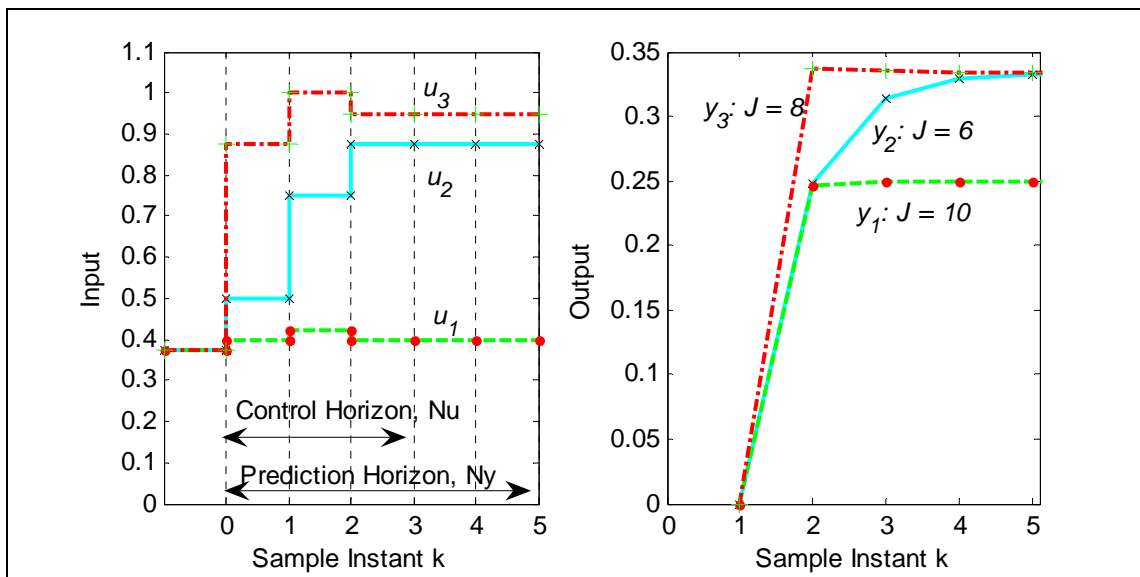 1.1
1
0.9
0.8
0.7
0.6
0.5
0.4
0.3
0.2
0.1
0
Input
u3
u2
u1
Control Horizon, Nu
Prediction Horizon, Ny
0 1 2 3 4 5
Sample Instant k
0.35
0.3
0.25
0.2
0.15
0.1
0.05
0
Output
y3: J = 8
y2: J = 6
y1: J = 10
0 1 2 3 4 5
Sample Instant k